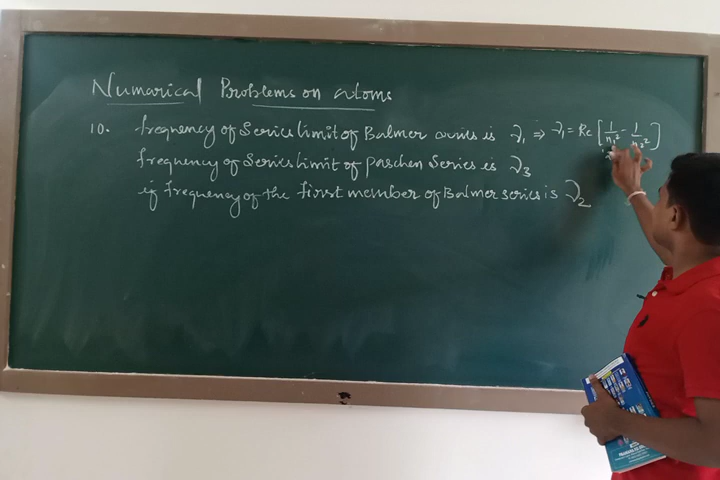 Numarical Problems on atoms
10. frequency of Series limit of Balmer series is ν₁ ⇒ ν₁ = Rc [1/n₁² - 1/n₂²]
frequency of Series limit of paschen Series is ν₃
if frequency of the first member of Balmer series is ν₂